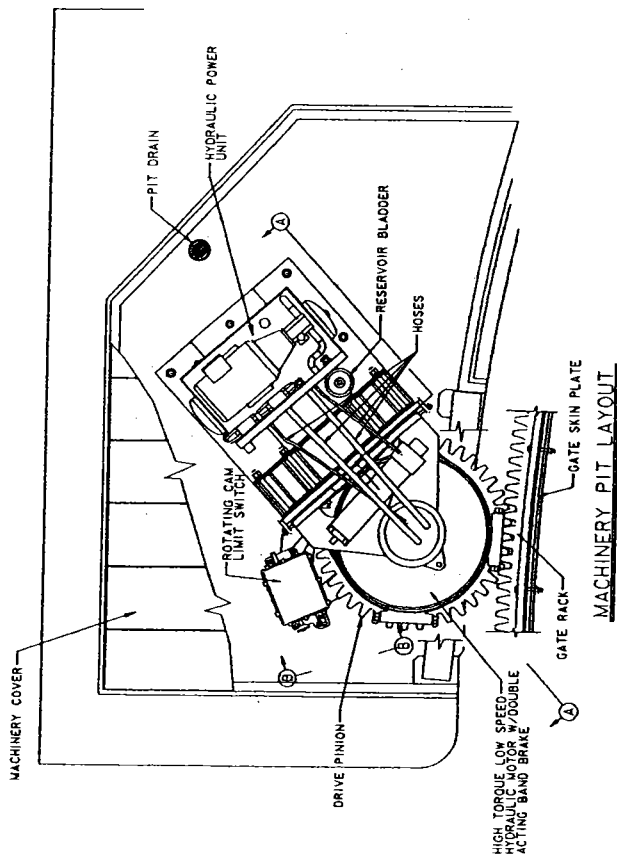 MACHINERY COVER
PIT DRAIN
HYDRAULIC POWER
UNIT
A
RESERVOIR BLADDER
HOSES
ROTATING CAM
LIMIT SWITCH
B
B
DRIVE PINION
HIGH TORQUE LOW SPEED
HYDRAULIC MOTOR W/DOUBLE
ACTING BAND BRAKE
A
GATE RACK
GATE SKIN PLATE
MACHINERY PIT LAYOUT